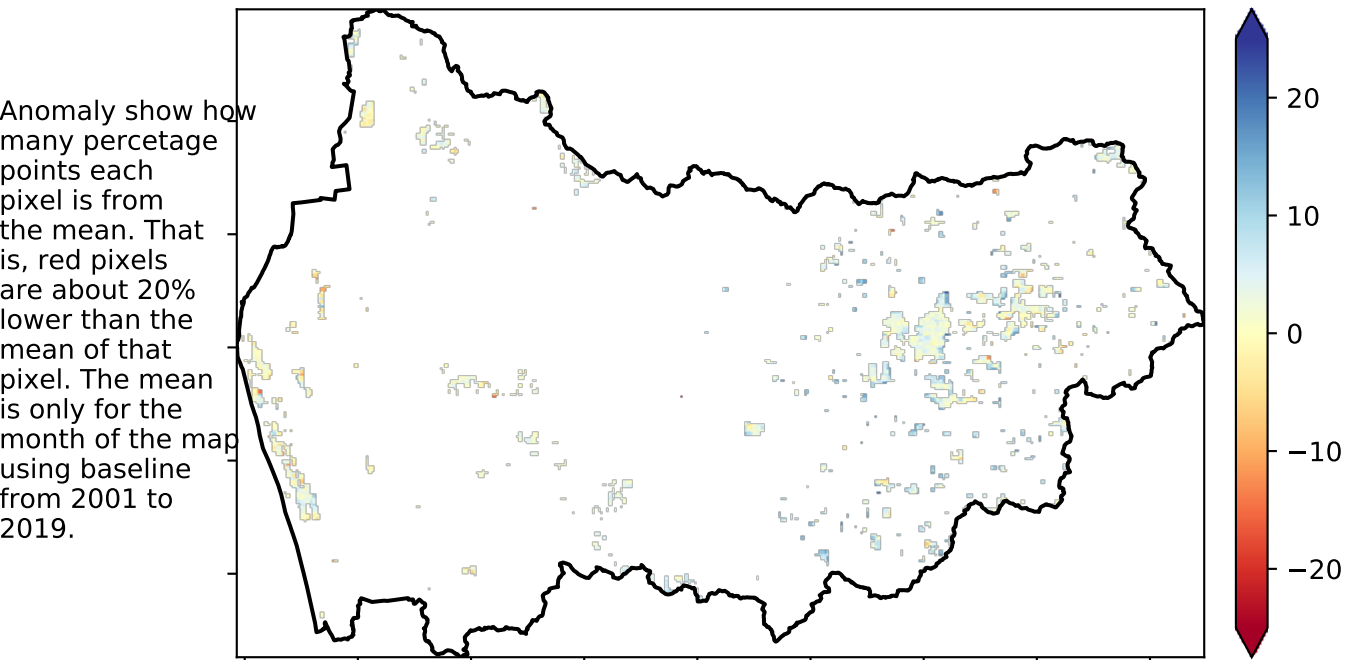 Anomaly show how
many percetage
points each
pixel is from
the mean. That
is, red pixels
are about 20%
lower than the
mean of that
pixel. The mean
is only for the
month of the map
using baseline
from 2001 to
2019.
20
10
0
−10
−20